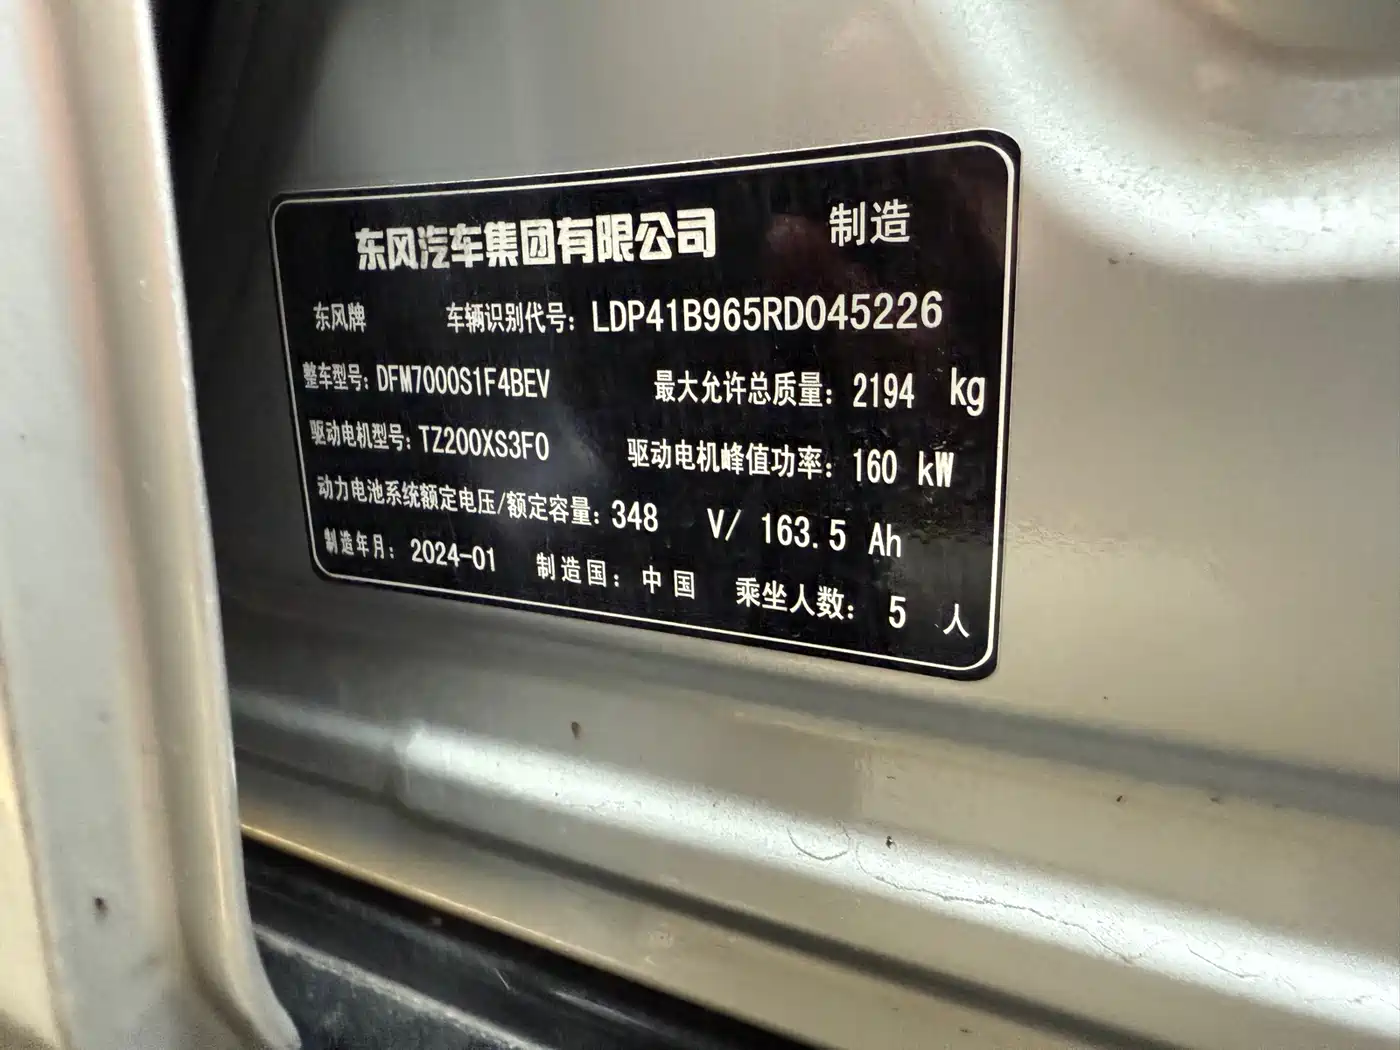 东风汽车集团有限公司 制造
东风牌 车辆识别代号：LDP41B965RD045226
整车型号：DFM7000S1F4BEV 最大允许总质量：2194 kg
驱动电机型号：TZ200XS3F0 驱动电机峰值功率：160 kW
动力电池系统额定电压/额定容量：348 V/ 163.5 Ah
制造年月：2024-01 制造国：中国 乘坐人数：5 人